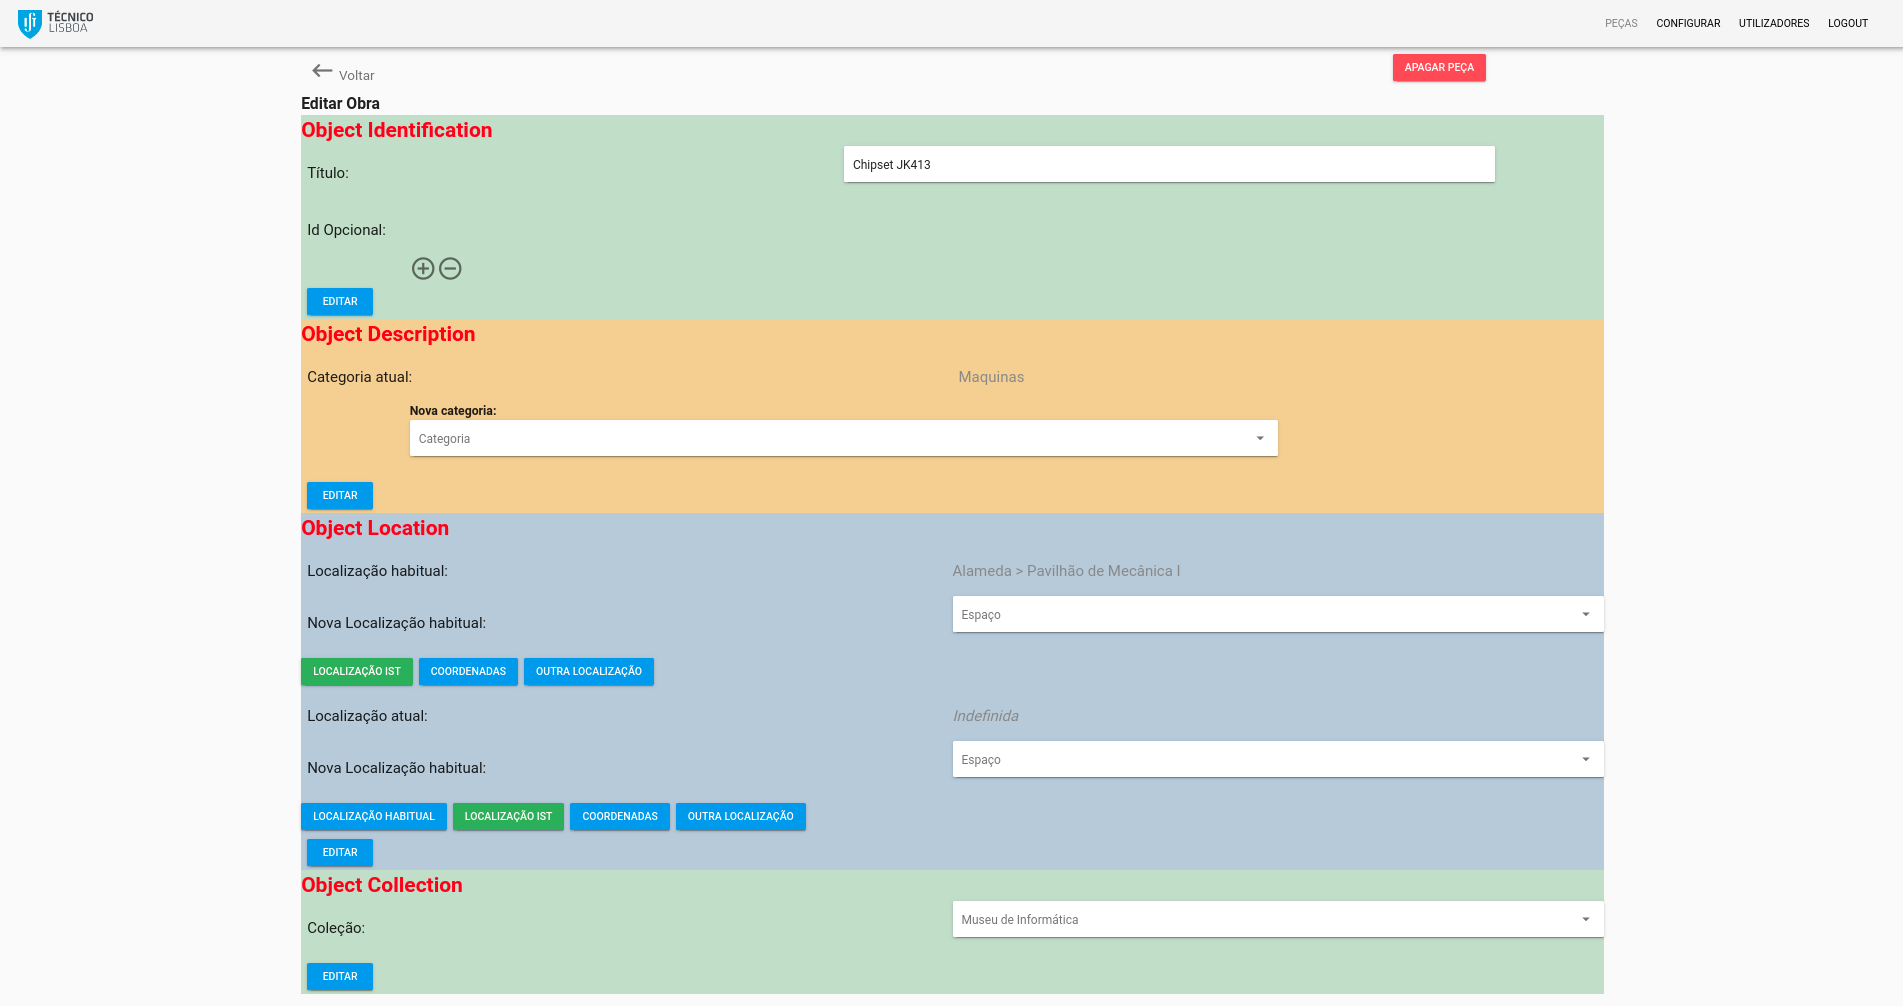 TÉCNICO
LISBOA
PEÇAS CONFIGURAR UTILIZADORES LOGOUT
Voltar
APAGAR PEÇA
Editar Obra
Object Identification
Título:
Chipset JK413
Id Opcional:
EDITAR
Object Description
Categoria atual:
Maquinas
Nova categoria:
Categoria
EDITAR
Object Location
Localização habitual:
Alameda > Pavilhão de Mecânica I
Nova Localização habitual:
Espaço
LOCALIZAÇÃO IST COORDENADAS OUTRA LOCALIZAÇÃO
Localização atual:
Indefinida
Nova Localização habitual:
Espaço
LOCALIZAÇÃO HABITUAL LOCALIZAÇÃO IST COORDENADAS OUTRA LOCALIZAÇÃO
EDITAR
Object Collection
Coleção:
Museu de Informática
EDITAR